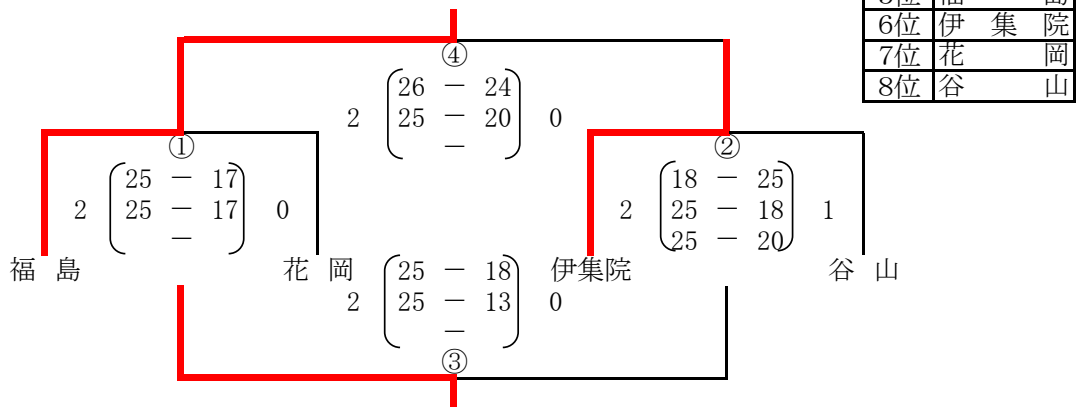 6位 伊集院
7位 花岡
8位 谷山
④
26 － 24
2 25 － 20 0
－
①
25 － 17
2 25 － 17 0
－
②
18 － 25
2 25 － 18 1
25 － 20
福島 花岡 伊集院 谷山
25 － 18
2 25 － 13 0
－
③